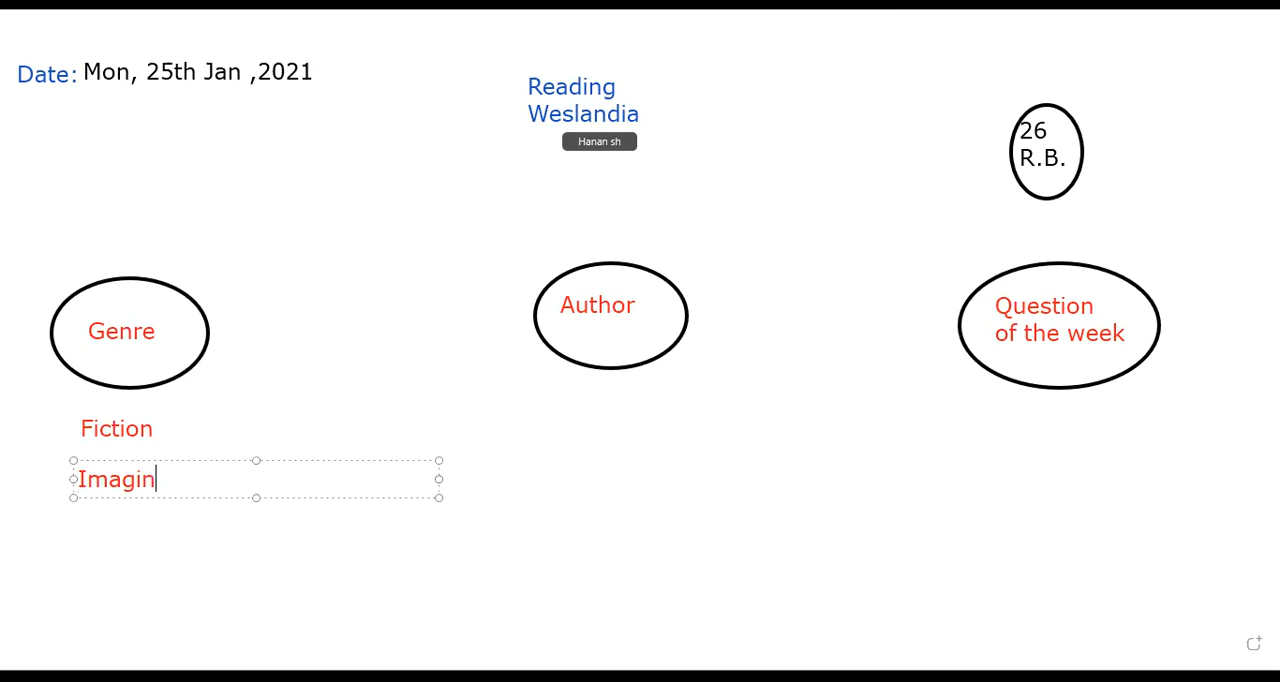 Date: Mon, 25th Jan ,2021
Reading
Weslandia
Hanan sh
26
R.B.
Genre
Author
Question
of the week
Fiction
Imagin